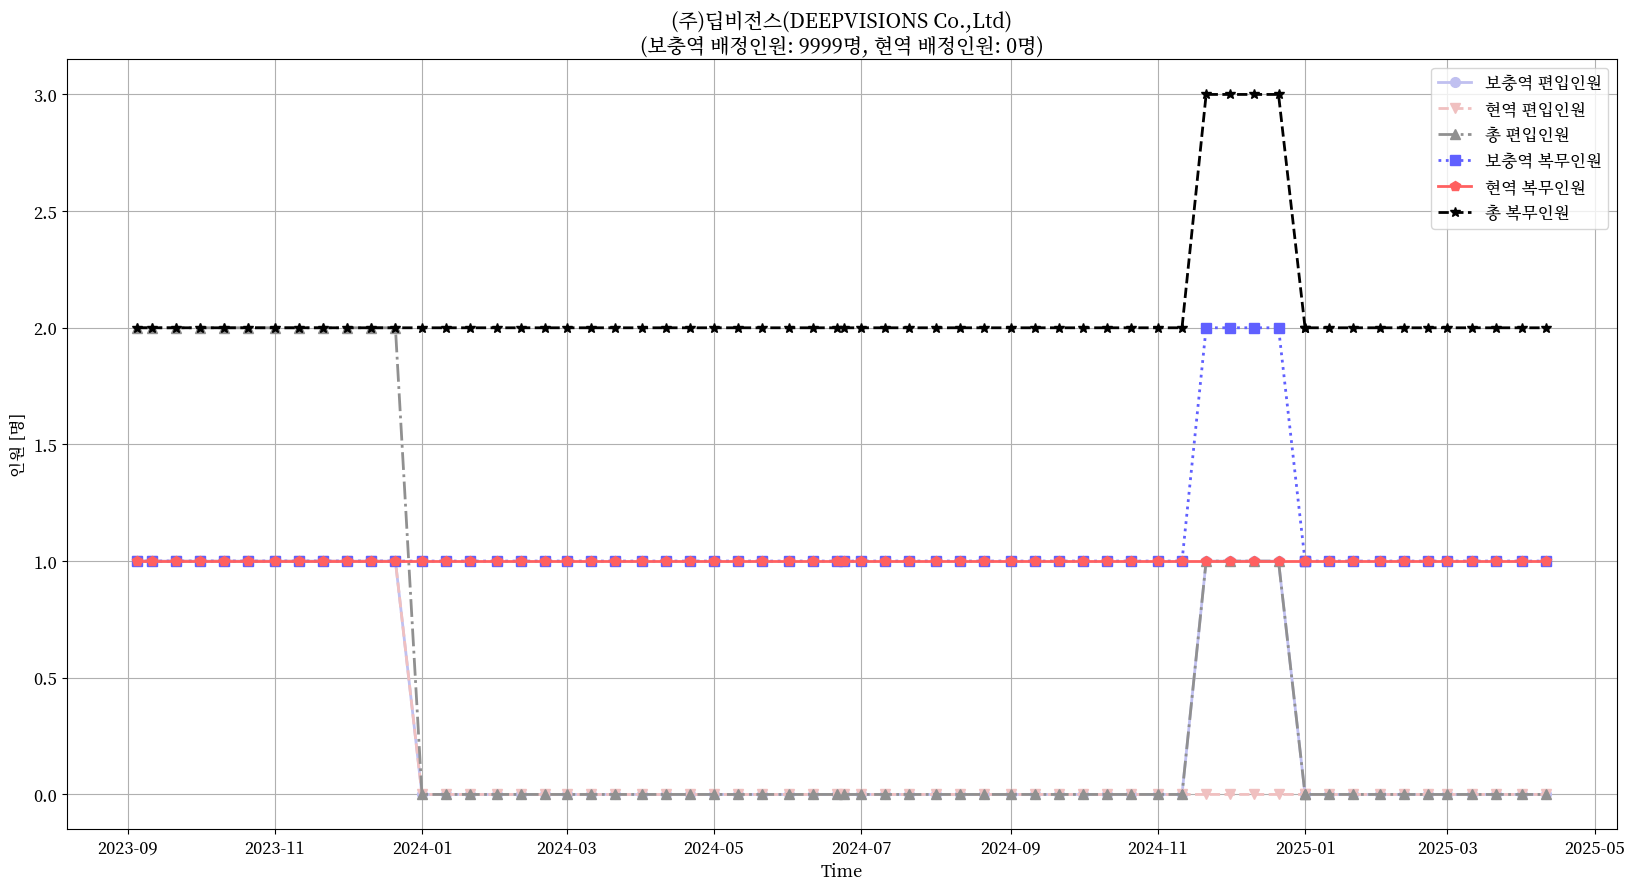 (주)딥비전스(DEEPVISIONS Co.,Ltd)
(보충역 배정인원: 9999명, 현역 배정인원: 0명)
보충역 편입인원
현역 편입인원
총 편입인원
보충역 복무인원
현역 복무인원
총 복무인원
인원 [명]
3.0
2.5
2.0
1.5
1.0
0.5
0.0
2023-09 2023-11 2024-01 2024-03 2024-05 2024-07 2024-09 2024-11 2025-01 2025-03 2025-05
Time